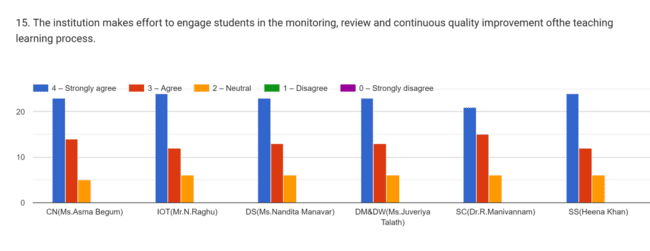 15. The institution makes effort to engage students in the monitoring, review and continuous quality improvement ofthe teaching
learning process.
4 – Strongly agree 3 – Agree 2 – Neutral 1 – Disagree 0 – Strongly disagree
20
10
0
CN(Ms.Asma Begum) IOT(Mr.N.Raghu) DS(Ms.Nandita Manavar) DM&DW(Ms.Juveriya SC(Dr.R.Manivannam) SS(Heena Khan)
Talath)